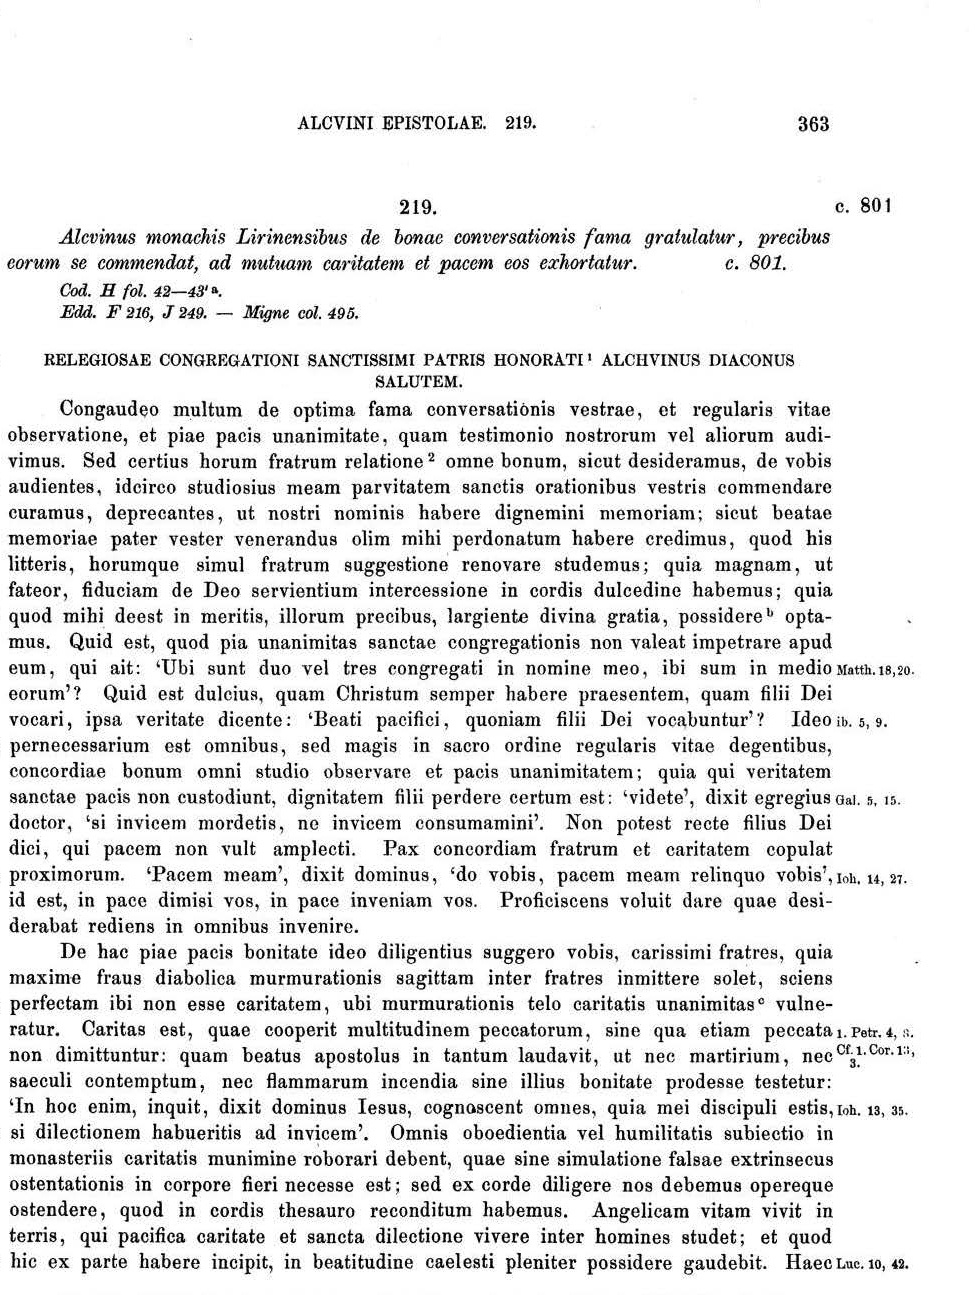 ALCVINI EPISTOLAE. 219. 363
219. c. 801
Alcvinus monachis Lirinensibus de bonae conversationis fama gratulatur, precibus
eorum se commendat, ad mutuam caritatem et pacem eos exhortatur. c. 801.
Cod. H fol. 42—43' a.
Edd. F 216, J 249. — Migne col. 495.
RELEGIOSAE CONGREGATIONI SANCTISSIMI PATRIS HONORATI 1 ALCHVINUS DIACONUS
SALUTEM.
Congaudeo multum de optima fama conversationis vestrae, et regularis vitae
observatione, et piae pacis unanimitate, quam testimonio nostrorum vel aliorum audi-
vimus. Sed certius horum fratrum relatione 2 omne bonum, sicut desideramus, de vobis
audientes, idcirco studiosius meam parvitatem sanctis orationibus vestris commendare
curamus, deprecantes, ut nostri nominis habere dignemini memoriam; sicut beatae
memoriae pater vester venerandus olim mihi perdonatum habere credimus, quod his
litteris, horumque simul fratrum suggestione renovare studemus; quia magnam, ut
fateor, fiduciam de Deo servientium intercessione in cordis dulcedine habemus; quia
quod mihi deest in meritis, illorum precibus, largiente divina gratia, possidere b opta-
mus. Quid est, quod pia unanimitas sanctae congregationis non valeat impetrare apud
eum, qui ait: ‘Ubi sunt duo vel tres congregati in nomine meo, ibi sum in medio Matth. 18,20.
eorum’? Quid est dulcius, quam Christum semper habere praesentem, quam filii Dei
vocari, ipsa veritate dicente: ‘Beati pacifici, quoniam filii Dei vocabuntur’? Ideo ib. 5, 9.
pernecessarium est omnibus, sed magis in sacro ordine regularis vitae degentibus,
concordiae bonum omni studio observare et pacis unanimitatem; quia qui veritatem
sanctae pacis non custodiunt, dignitatem filii perdere certum est: ‘videte’, dixit egregius Gal. 5, 15.
doctor, ‘si invicem mordetis, ne invicem consumamini’. Non potest recte filius Dei
dici, qui pacem non vult amplecti. Pax concordiam fratrum et caritatem copulat
proximorum. ‘Pacem meam’, dixit dominus, ‘do vobis, pacem meam relinquo vobis’, Ioh. 14, 27.
id est, in pace dimisi vos, in pace inveniam vos. Proficiscens voluit dare quae desi-
derabat rediens in omnibus invenire.
De hac piae pacis bonitate ideo diligentius suggero vobis, carissimi fratres, quia
maxime fraus diabolica murmurationis sagittam inter fratres inmittere solet, sciens
perfectam ibi non esse caritatem, ubi murmurationis telo caritatis unanimitas c vulne-
ratur. Caritas est, quae cooperit multitudinem peccatorum, sine qua etiam peccata 1. Petr. 4, 8.
non dimittuntur: quam beatus apostolus in tantum laudavit, ut nec martirium, nec Cf. 1. Cor. 13, 3.
saeculi contemptum, nec flammarum incendia sine illius bonitate prodesse testetur:
‘In hoc enim, inquit, dixit dominus Iesus, cognoscent omnes, quia mei discipuli estis, Ioh. 13, 35.
si dilectionem habueritis ad invicem’. Omnis oboedientia vel humilitatis subiectio in
monasteriis caritatis munimine roborari debent, quae sine simulatione falsae extrinsecus
ostentationis in corpore fieri necesse est; sed ex corde diligere nos debemus opereque
ostendere, quod in cordis thesauro reconditum habemus. Angelicam vitam vivit in
terris, qui pacifica caritate et sancta dilectione vivere inter homines studet; et quod
hic ex parte habere incipit, in beatitudine caelesti pleniter possidere gaudebit. Haec Luc. 10, 42.